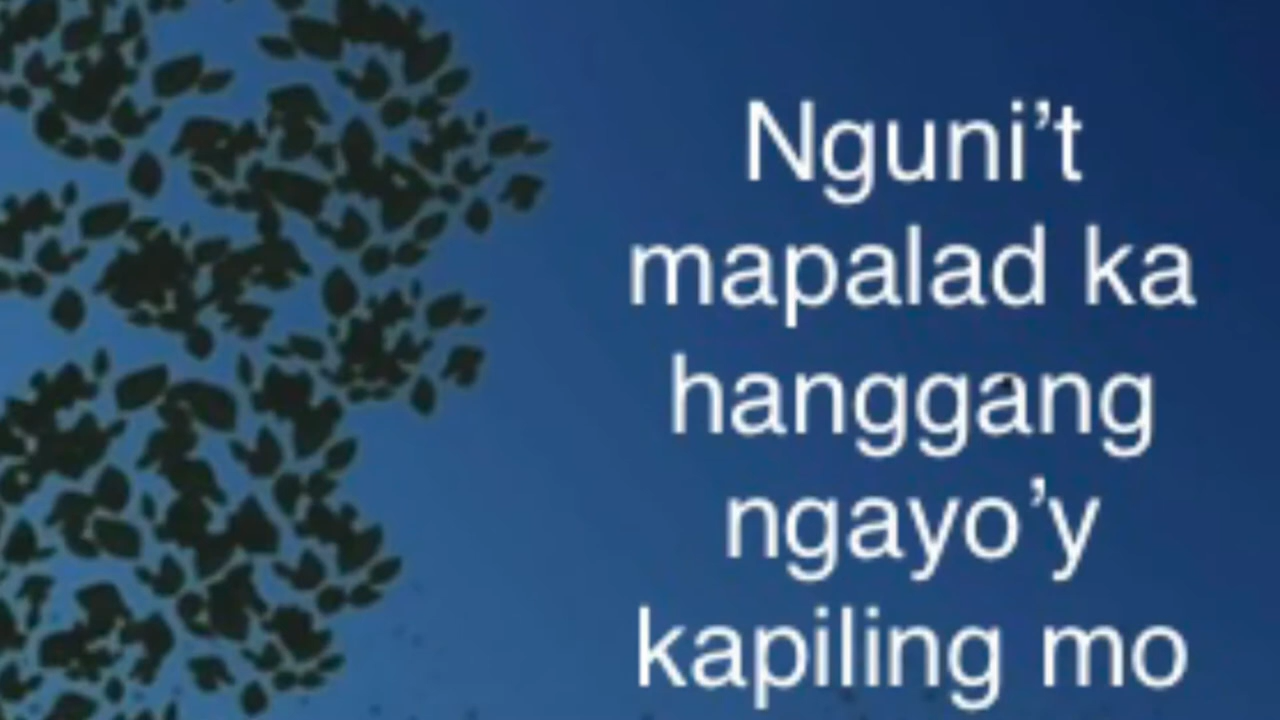 Nguni’t
mapalad ka
hanggang
ngayo’y
kapiling mo